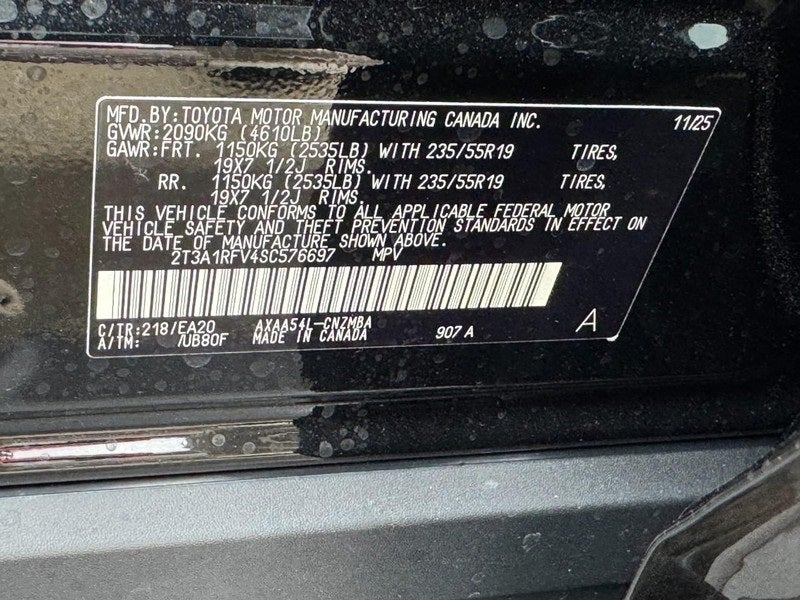 MFD.BY:TOYOTA MOTOR MANUFACTURING CANADA INC. 11/25
GVWR:2090KG (4610LB)
GAWR:FRT. 1150KG (2535LB) WITH 235/55R19 TIRES,
19X7 1/2J RIMS.
RR. 1150KG (2535LB) WITH 235/55R19 TIRES,
19X7 1/2J RIMS.
THIS VEHICLE CONFORMS TO ALL APPLICABLE FEDERAL MOTOR
VEHICLE SAFETY AND THEFT PREVENTION STANDARDS IN EFFECT ON
THE DATE OF MANUFACTURE SHOWN ABOVE.
2T3A1RFV4SC576697 MPV
C/TR:218/EA20 AXAA54L-CNZMBA
A/TM: /UB80F MADE IN CANADA 907 A A